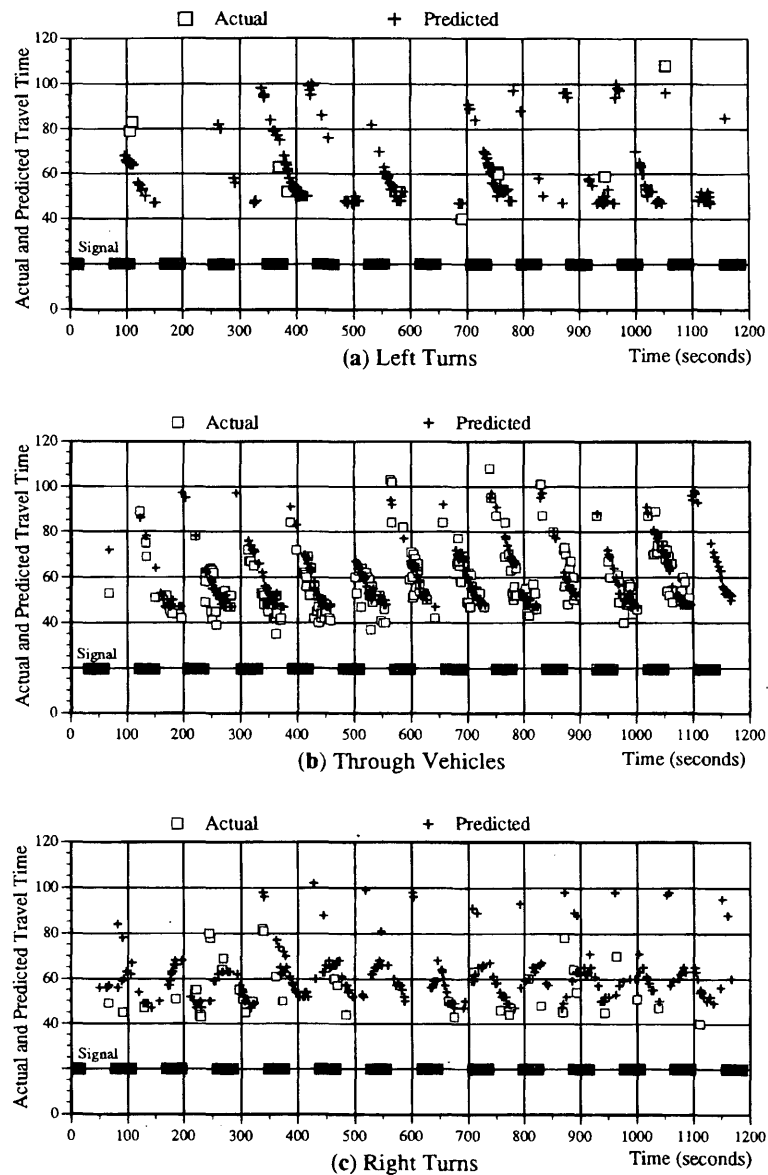 Actual Predicted
Actual and Predicted Travel Time
120
100
80
60
40
20
0
Signal
0 100 200 300 400 500 600 700 800 900 1000 1100 1200
(a) Left Turns Time (seconds)
Actual Predicted
Actual and Predicted Travel Time
120
100
80
60
40
20
0
Signal
0 100 200 300 400 500 600 700 800 900 1000 1100 1200
(b) Through Vehicles Time (seconds)
Actual Predicted
Actual and Predicted Travel Time
120
100
80
60
40
20
0
Signal
0 100 200 300 400 500 600 700 800 900 1000 1100 1200
(c) Right Turns Time (seconds)